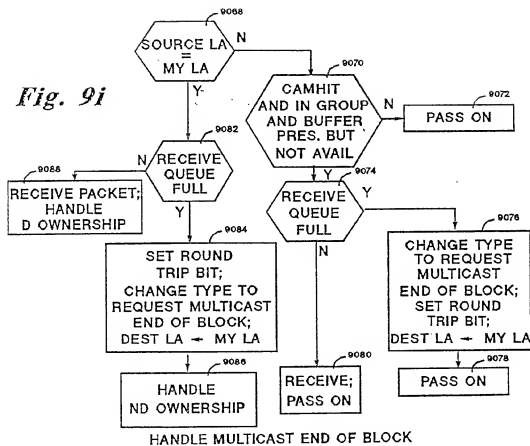 Fig. 9i
9068
SOURCE LA
=
MY LA
N
Y
9070
CAMHIT
AND IN GROUP
AND BUFFER
PRES. BUT
NOT AVAIL
N
9072
PASS ON
Y
9082
RECEIVE
QUEUE
FULL
N
Y
9088
RECEIVE PACKET;
HANDLE
D OWNERSHIP
9074
RECEIVE
QUEUE
FULL
Y
N
9084
SET ROUND
TRIP BIT;
CHANGE TYPE TO
REQUEST MULTICAST
END OF BLOCK;
DEST LA ← MY LA
9076
CHANGE TYPE
TO REQUEST
MULTICAST
END OF BLOCK;
SET ROUND
TRIP BIT;
DEST LA ← MY LA
9086
HANDLE
ND OWNERSHIP
9080
RECEIVE;
PASS ON
9078
PASS ON
HANDLE MULTICAST END OF BLOCK